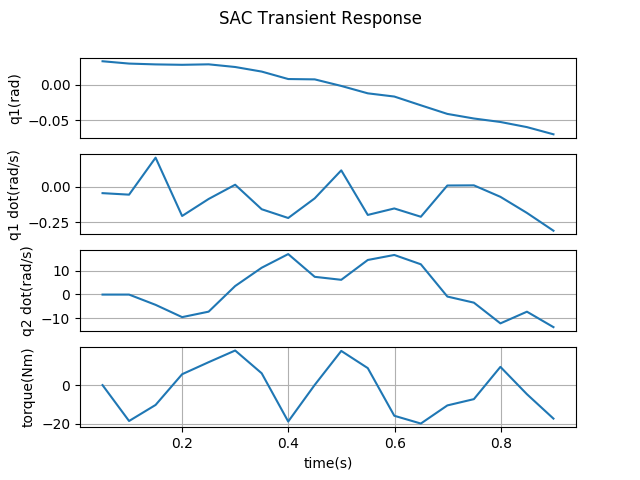 SAC Transient Response
q1(rad)
0.00
−0.05
q1 dot(rad/s)
0.00
−0.25
q2 dot(rad/s)
10
0
−10
torque(Nm)
0
−20
0.2 0.4 0.6 0.8
time(s)